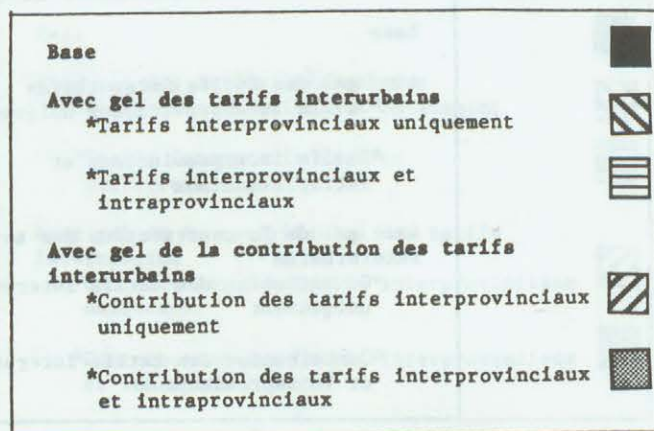 Base
Avec gel des tarifs interurbains
*Tarifs interprovinciaux uniquement
*Tarifs interprovinciaux et
intraprovinciaux
Avec gel de la contribution des tarifs
interurbains
*Contribution des tarifs interprovinciaux
uniquement
*Contribution des tarifs interprovinciaux
et intraprovinciaux